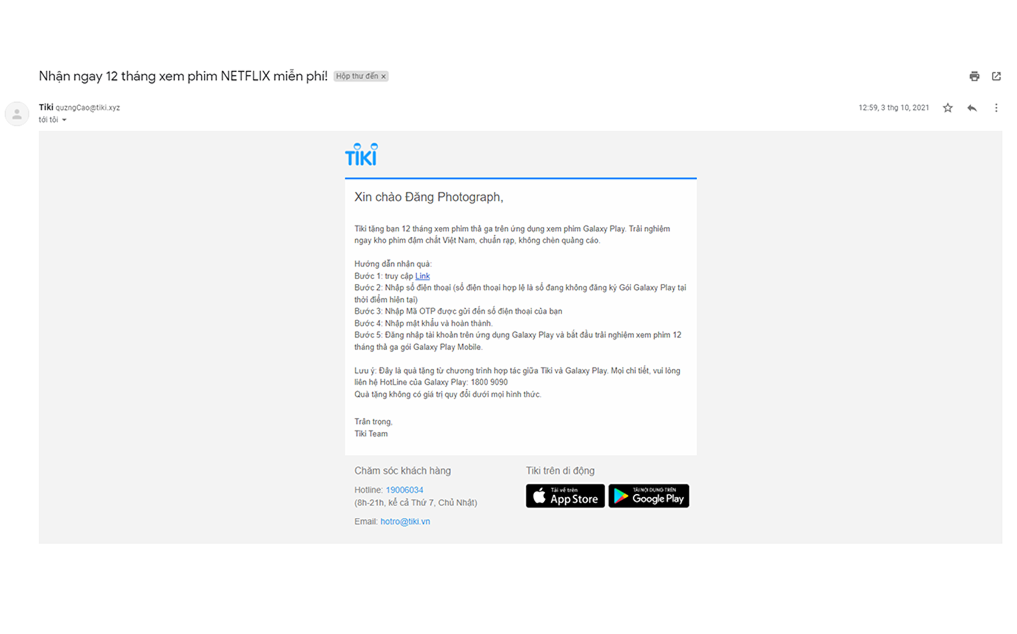 Nhận ngay 12 tháng xem phim NETFLIX miễn phí!
Hộp thư đến x
Tiki quzngCao@tiki.xyz
12:59, 3 thg 10, 2021
tới tôi
TIKI
Xin chào Đăng Photograph,
Tiki tặng bạn 12 tháng xem phim thả ga trên ứng dụng xem phim Galaxy Play. Trải nghiệm
ngay kho phim đậm chất Việt Nam, chuẩn rạp, không chèn quảng cáo.
Hướng dẫn nhận quà:
Bước 1: truy cập Link
Bước 2: Nhập số điện thoại (số điện thoại hợp lệ là số đang không đăng ký Gói Galaxy Play tại
thời điểm hiện tại)
Bước 3: Nhập Mã OTP được gửi đến số điện thoại của bạn
Bước 4: Nhập mật khẩu và hoàn thành.
Bước 5: Đăng nhập tài khoản trên ứng dụng Galaxy Play và bắt đầu trải nghiệm xem phim 12
tháng thả ga gói Galaxy Play Mobile.
Lưu ý: Đây là quà tặng từ chương trình hợp tác giữa Tiki và Galaxy Play. Mọi chi tiết, vui lòng
liên hệ HotLine của Galaxy Play: 1800 9090
Quà tặng không có giá trị quy đổi dưới mọi hình thức.
Trân trọng,
Tiki Team
Chăm sóc khách hàng
Hotline: 19006034
(8h-21h, kể cả Thứ 7, Chủ Nhật)
Email: hotro@tiki.vn
Tiki trên di động
Tải về trên
App Store
TẢI NỘI DUNG TRÊN
Google Play